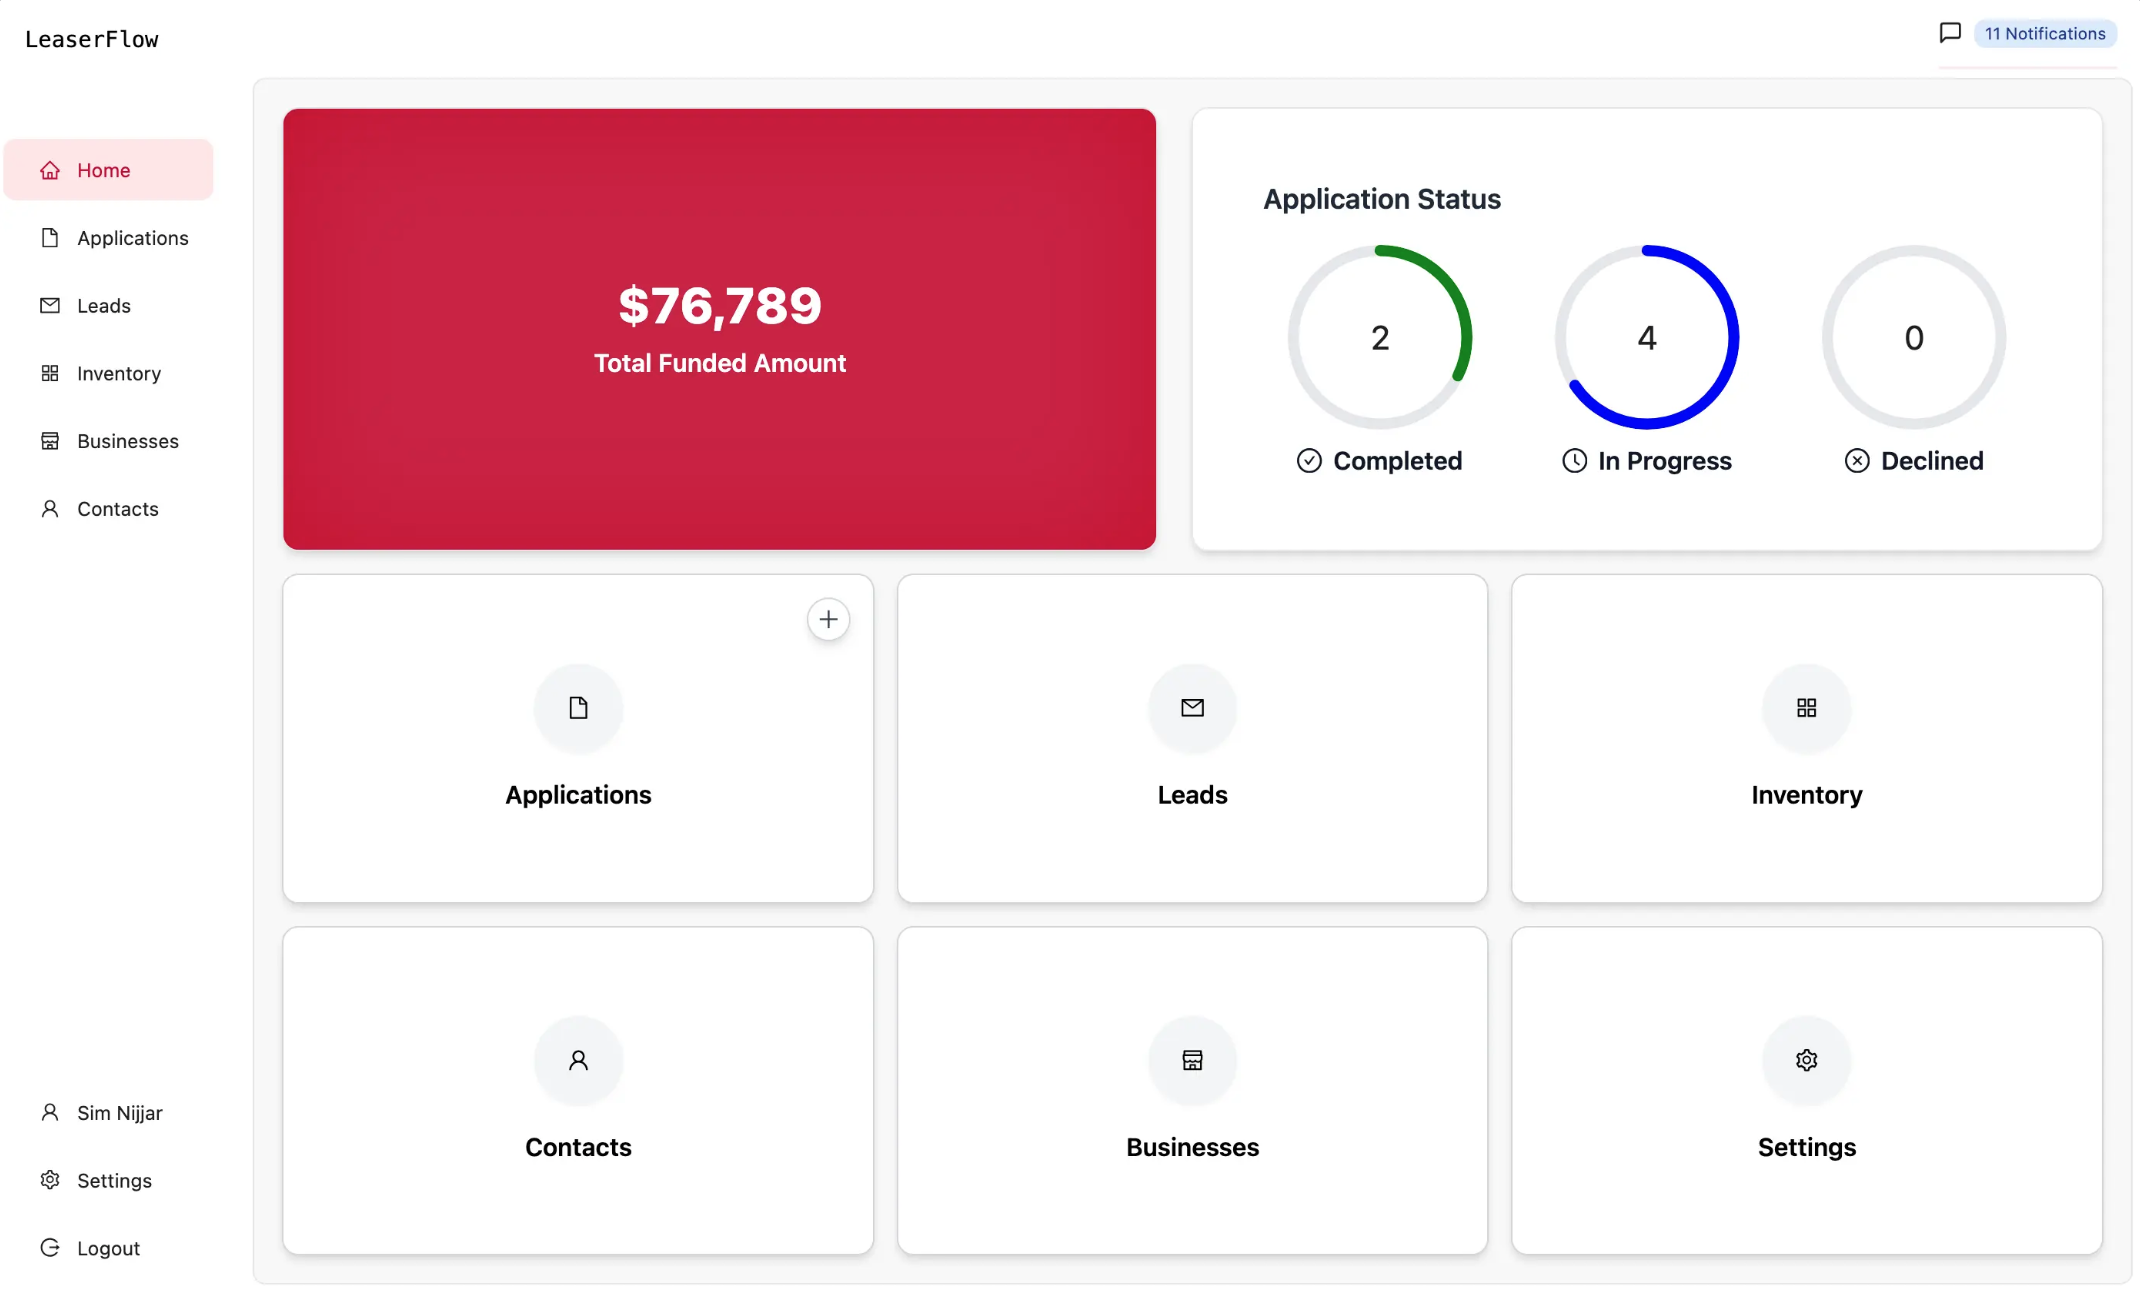 LeaserFlow
11 Notifications
Home
Applications
Leads
Inventory
Businesses
Contacts
Sim Nijjar
Settings
Logout
$76,789
Total Funded Amount
Application Status
2
4
0
Completed
In Progress
Declined
Applications
Leads
Inventory
Contacts
Businesses
Settings